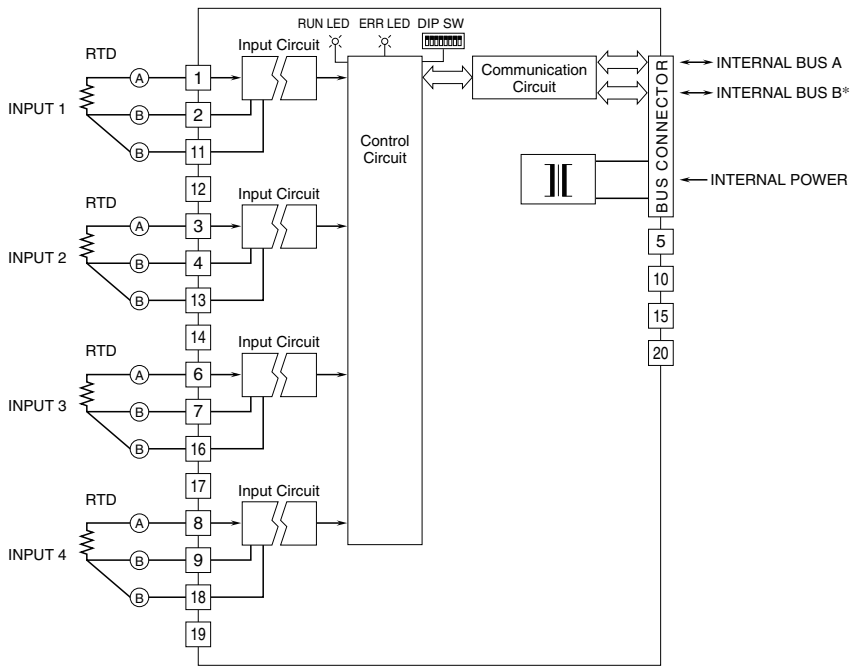 RUN LED ERR LED DIP SW
RTD
Input Circuit
INPUT 1
A 1
B 2
B 11
12
Control
Circuit
Communication
Circuit
BUS CONNECTOR
INTERNAL BUS A
INTERNAL BUS B*
INTERNAL POWER
RTD
Input Circuit
INPUT 2
A 3
B 4
B 13
14
5
10
15
20
RTD
Input Circuit
INPUT 3
A 6
B 7
B 16
17
RTD
Input Circuit
INPUT 4
A 8
B 9
B 18
19